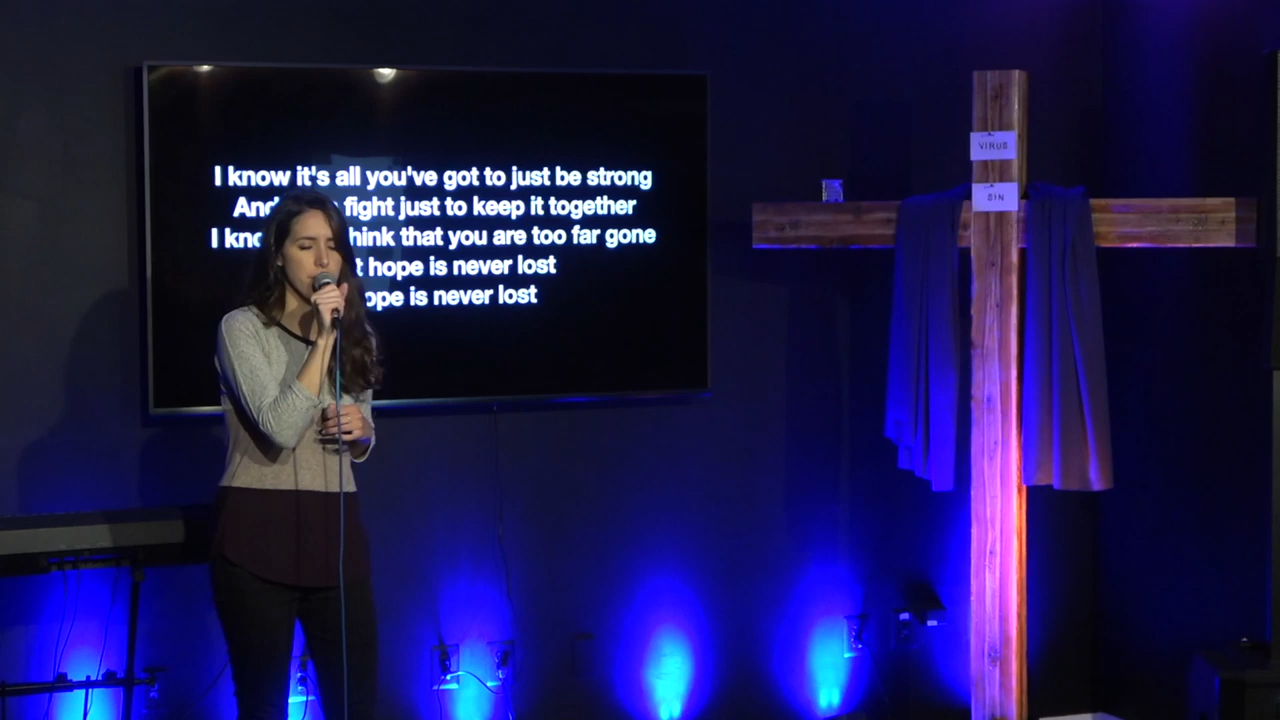 I know it's all you've got to just be strong
And fight just to keep it together
I kno hink that you are too far gone
t hope is never lost
ope is never lost
VIRUS
SIN